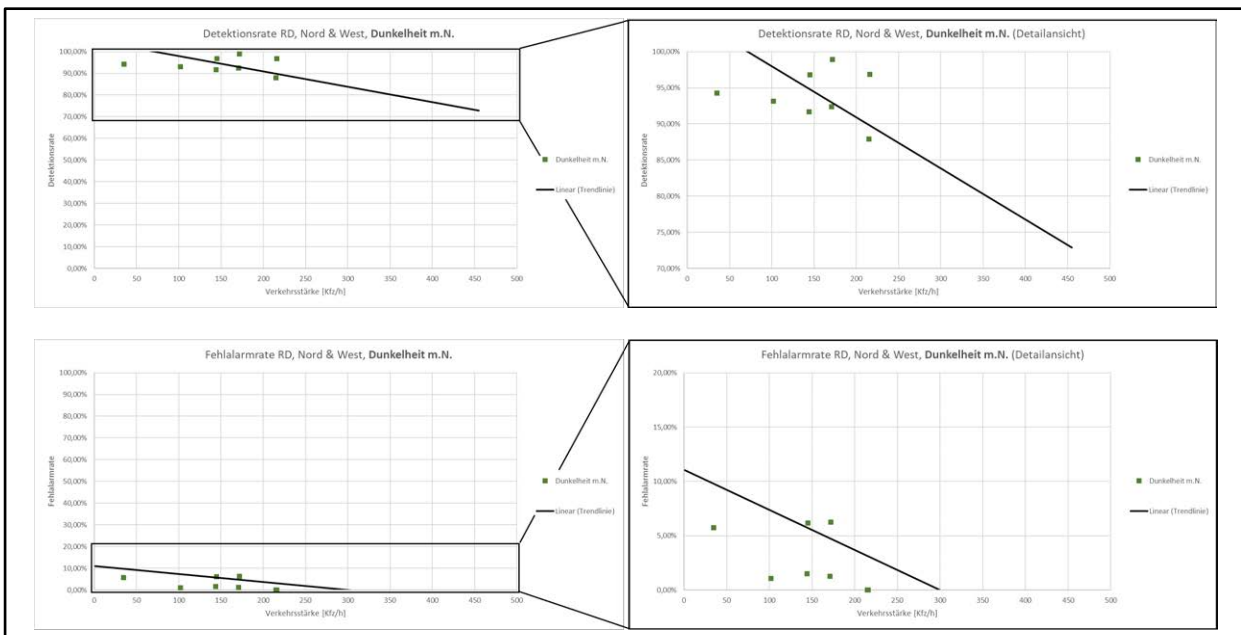 Detektionsrate RD, Nord & West, Dunkelheit m.N.
100,00%
90,00%
80,00%
70,00%
60,00%
50,00%
40,00%
30,00%
20,00%
10,00%
0,00%
Detektionsrate
0 50 100 150 200 250 300 350 400 450 500
Verkehrsstärke [Kfz/h]
Dunkelheit m.N.
Linear (Trendlinie)
Detektionsrate RD, Nord & West, Dunkelheit m.N. (Detailansicht)
100,00%
95,00%
90,00%
85,00%
80,00%
75,00%
70,00%
Detektionsrate
0 50 100 150 200 250 300 350 400 450 500
Verkehrsstärke [Kfz/h]
Dunkelheit m.N.
Linear (Trendlinie)
Fehlalarmrate RD, Nord & West, Dunkelheit m.N.
100,00%
90,00%
80,00%
70,00%
60,00%
50,00%
40,00%
30,00%
20,00%
10,00%
0,00%
Fehlalarmrate
0 50 100 150 200 250 300 350 400 450 500
Verkehrsstärke [Kfz/h]
Dunkelheit m.N.
Linear (Trendlinie)
Fehlalarmrate RD, Nord & West, Dunkelheit m.N. (Detailansicht)
20,00%
15,00%
10,00%
5,00%
0,00%
Fehlalarmrate
0 50 100 150 200 250 300 350 400 450 500
Verkehrsstärke [Kfz/h]
Dunkelheit m.N.
Linear (Trendlinie)